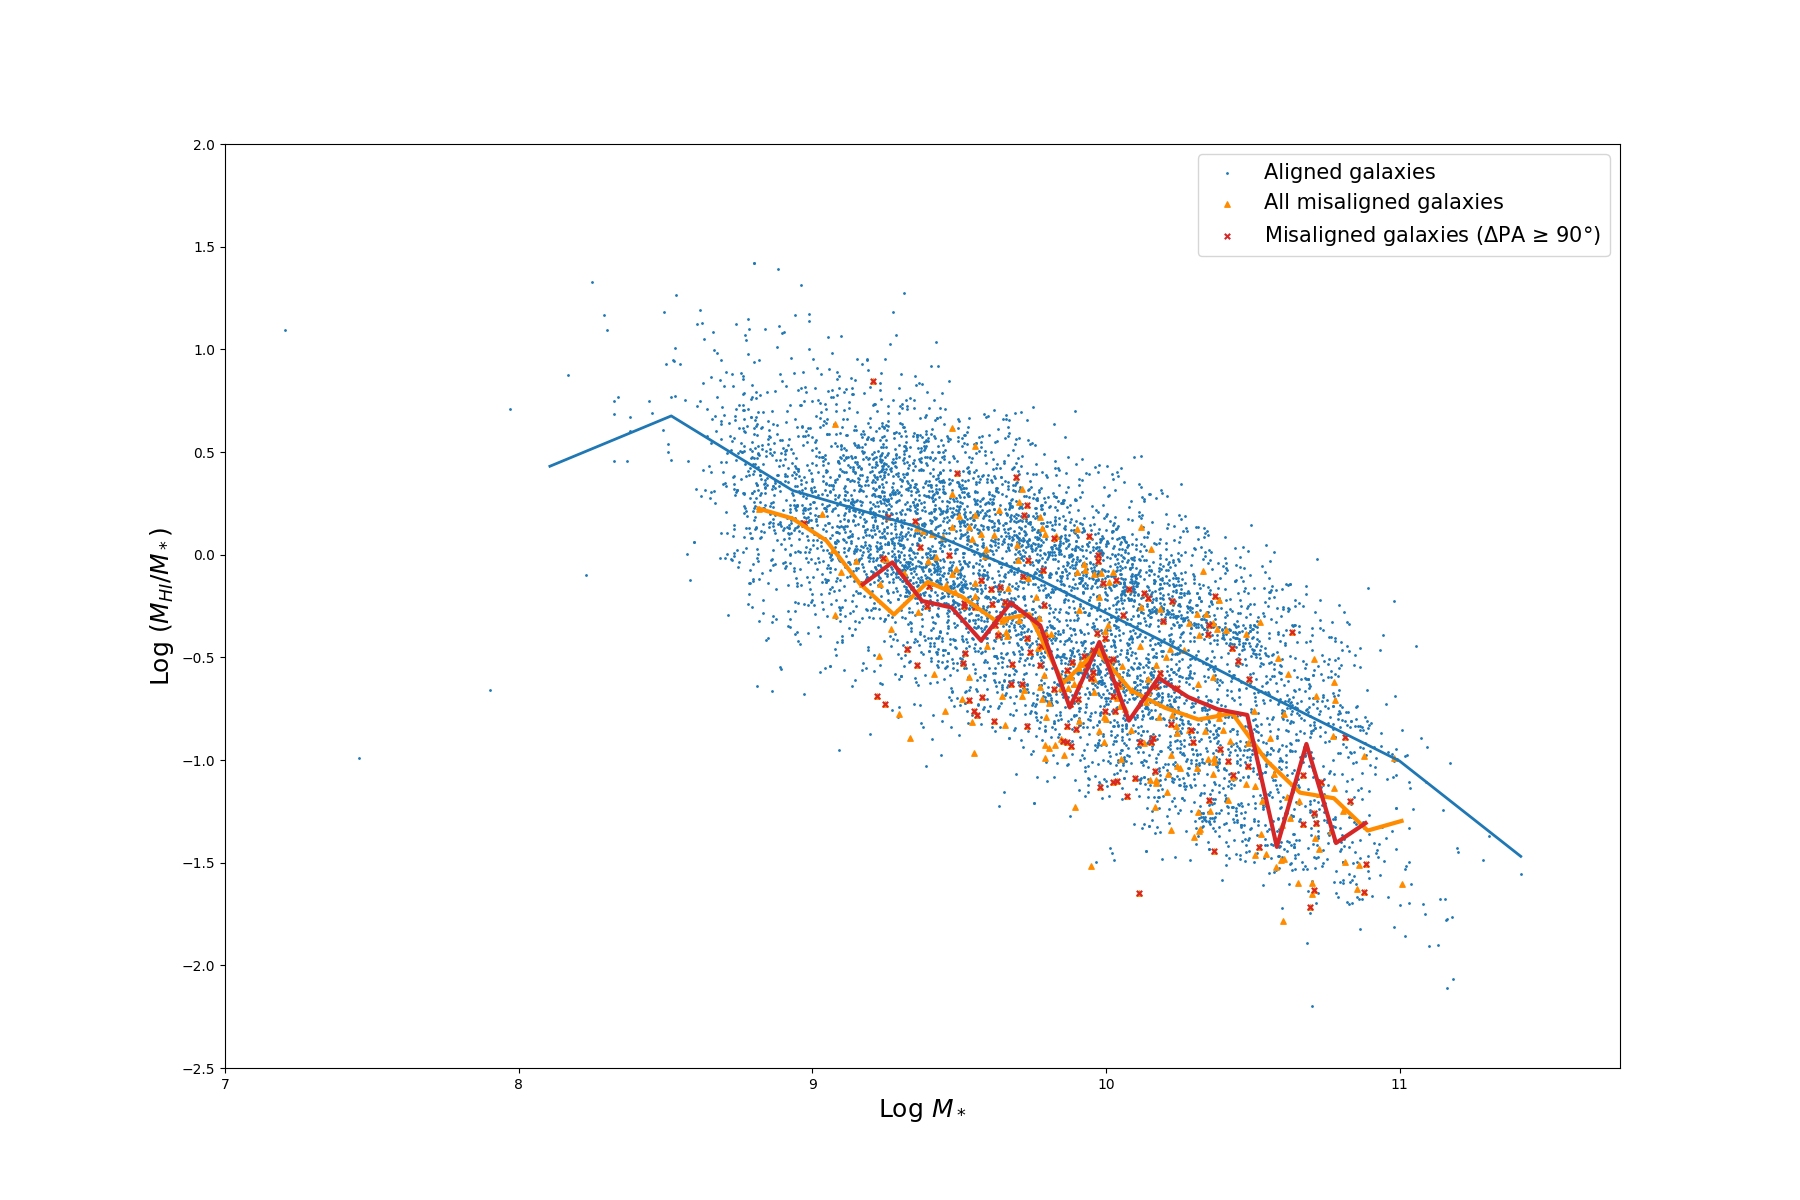 2.0
1.5
1.0
0.5
0.0
−0.5
−1.0
−1.5
−2.0
−2.5
Log (M_HI/M_*)
Aligned galaxies
All misaligned galaxies
Misaligned galaxies (ΔPA ≥ 90°)
7 8 9 10 11
Log M_*